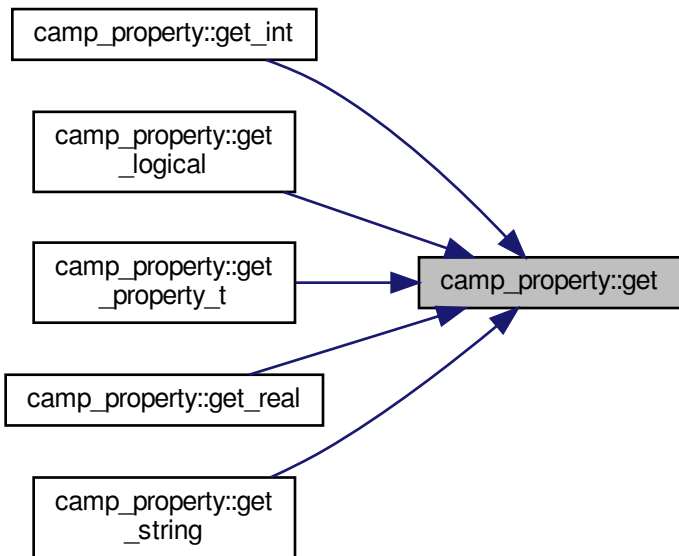 camp_property::get_int
camp_property::get
_logical
camp_property::get
_property_t
camp_property::get
camp_property::get_real
camp_property::get
_string